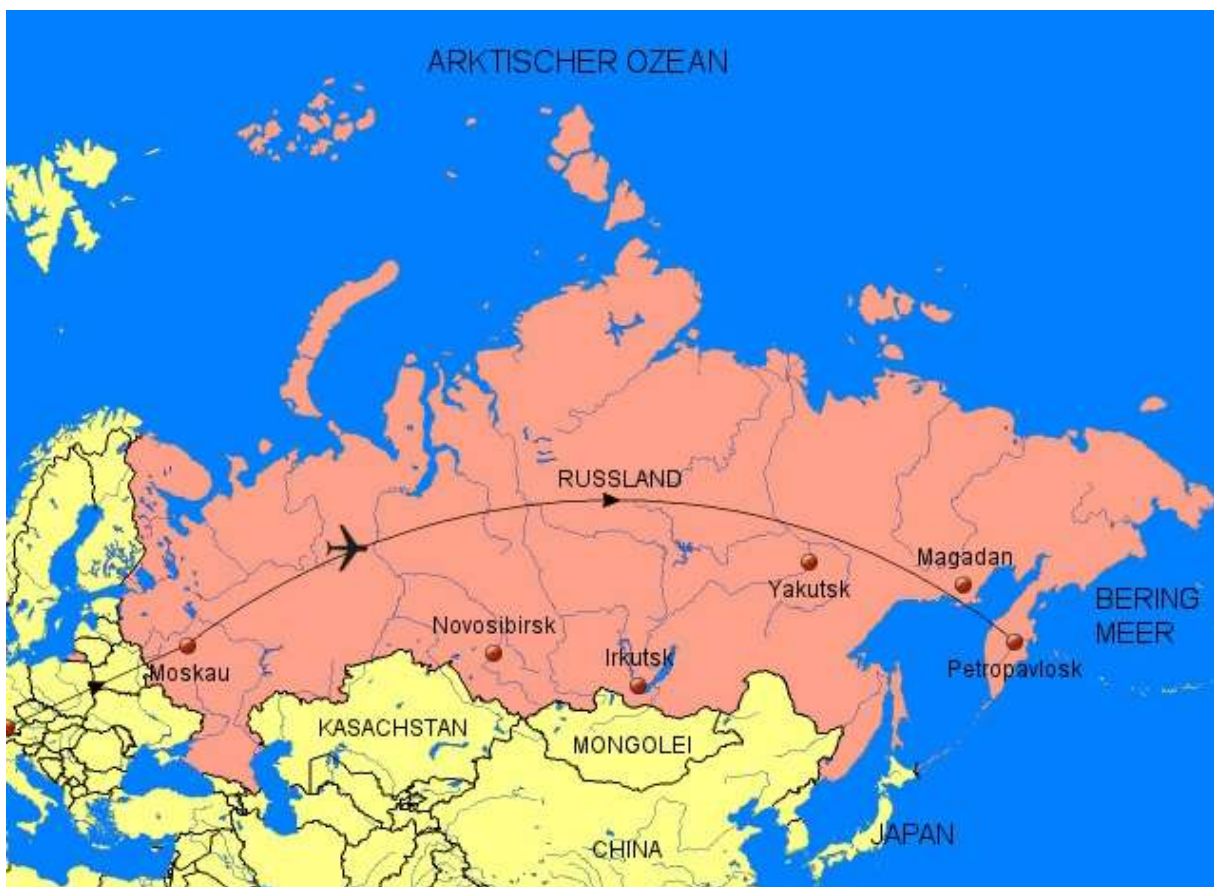 ARKTISCHER OZEAN
RUSSLAND
Magadan
Yakutsk
BERING
MEER
Novosibirsk
Irkutsk
Moskau
Petropavlosk
KASACHSTAN
MONGOLEI
JAPAN
CHINA